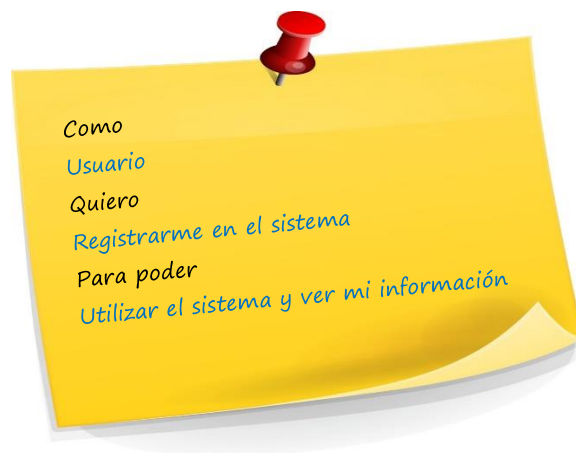 Como
Usuario
Quiero
Registrarme en el sistema
Para poder
Utilizar el sistema y ver mi información